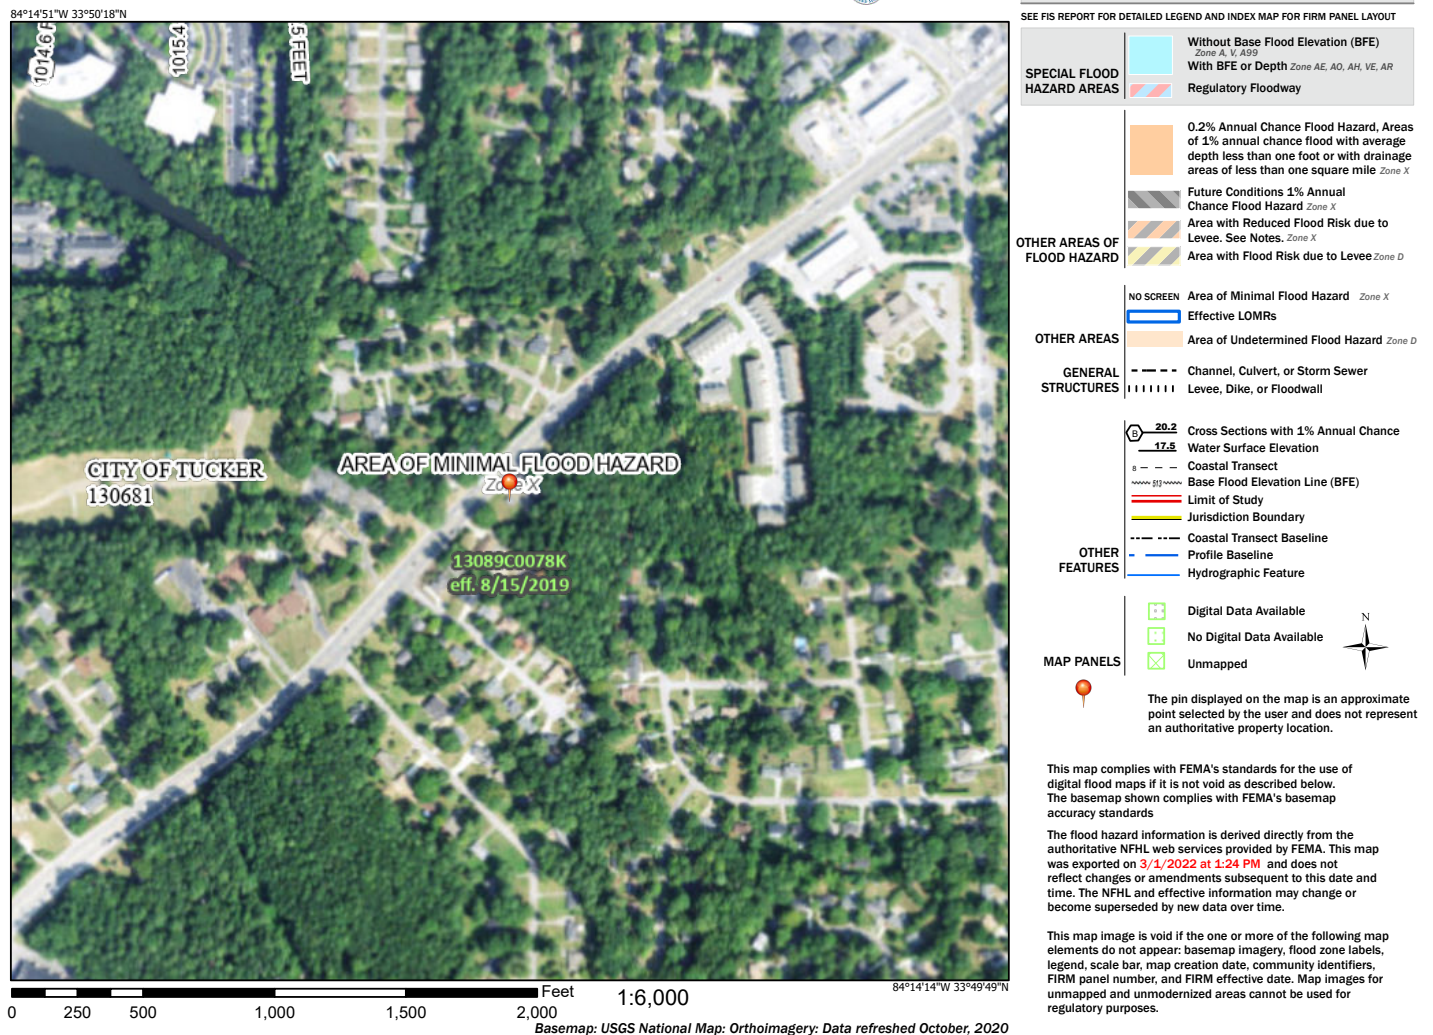 84°14'51"W 33°50'18"N
1015.4
5 FEET
CITY OF TUCKER
130681
AREA OF MINIMAL FLOOD HAZARD
Zone X
13089C0078K
eff. 8/15/2019
84°14'14"W 33°49'49"N
Feet
0 250 500 1,000 1,500 2,000
1:6,000
Basemap: USGS National Map: Orthoimagery: Data refreshed October, 2020
SEE FIS REPORT FOR DETAILED LEGEND AND INDEX MAP FOR FIRM PANEL LAYOUT
SPECIAL FLOOD
HAZARD AREAS
Without Base Flood Elevation (BFE)
Zone A, V, A99
With BFE or Depth Zone AE, AO, AH, VE, AR
Regulatory Floodway
OTHER AREAS OF
FLOOD HAZARD
0.2% Annual Chance Flood Hazard, Areas
of 1% annual chance flood with average
depth less than one foot or with drainage
areas of less than one square mile Zone X
Future Conditions 1% Annual
Chance Flood Hazard Zone X
Area with Reduced Flood Risk due to
Levee. See Notes. Zone X
Area with Flood Risk due to Levee Zone D
OTHER AREAS
NO SCREEN Area of Minimal Flood Hazard Zone X
Effective LOMRs
Area of Undetermined Flood Hazard Zone D
GENERAL
STRUCTURES
Channel, Culvert, or Storm Sewer
Levee, Dike, or Floodwall
OTHER
FEATURES
B 20.2 Cross Sections with 1% Annual Chance
17.5 Water Surface Elevation
8 Coastal Transect
513 Base Flood Elevation Line (BFE)
Limit of Study
Jurisdiction Boundary
Coastal Transect Baseline
Profile Baseline
Hydrographic Feature
MAP PANELS
Digital Data Available
No Digital Data Available
Unmapped
N
The pin displayed on the map is an approximate
point selected by the user and does not represent
an authoritative property location.
This map complies with FEMA's standards for the use of
digital flood maps if it is not void as described below.
The basemap shown complies with FEMA's basemap
accuracy standards
The flood hazard information is derived directly from the
authoritative NFHL web services provided by FEMA. This map
was exported on 3/1/2022 at 1:24 PM and does not
reflect changes or amendments subsequent to this date and
time. The NFHL and effective information may change or
become superseded by new data over time.
This map image is void if the one or more of the following map
elements do not appear: basemap imagery, flood zone labels,
legend, scale bar, map creation date, community identifiers,
FIRM panel number, and FIRM effective date. Map images for
unmapped and unmodernized areas cannot be used for
regulatory purposes.